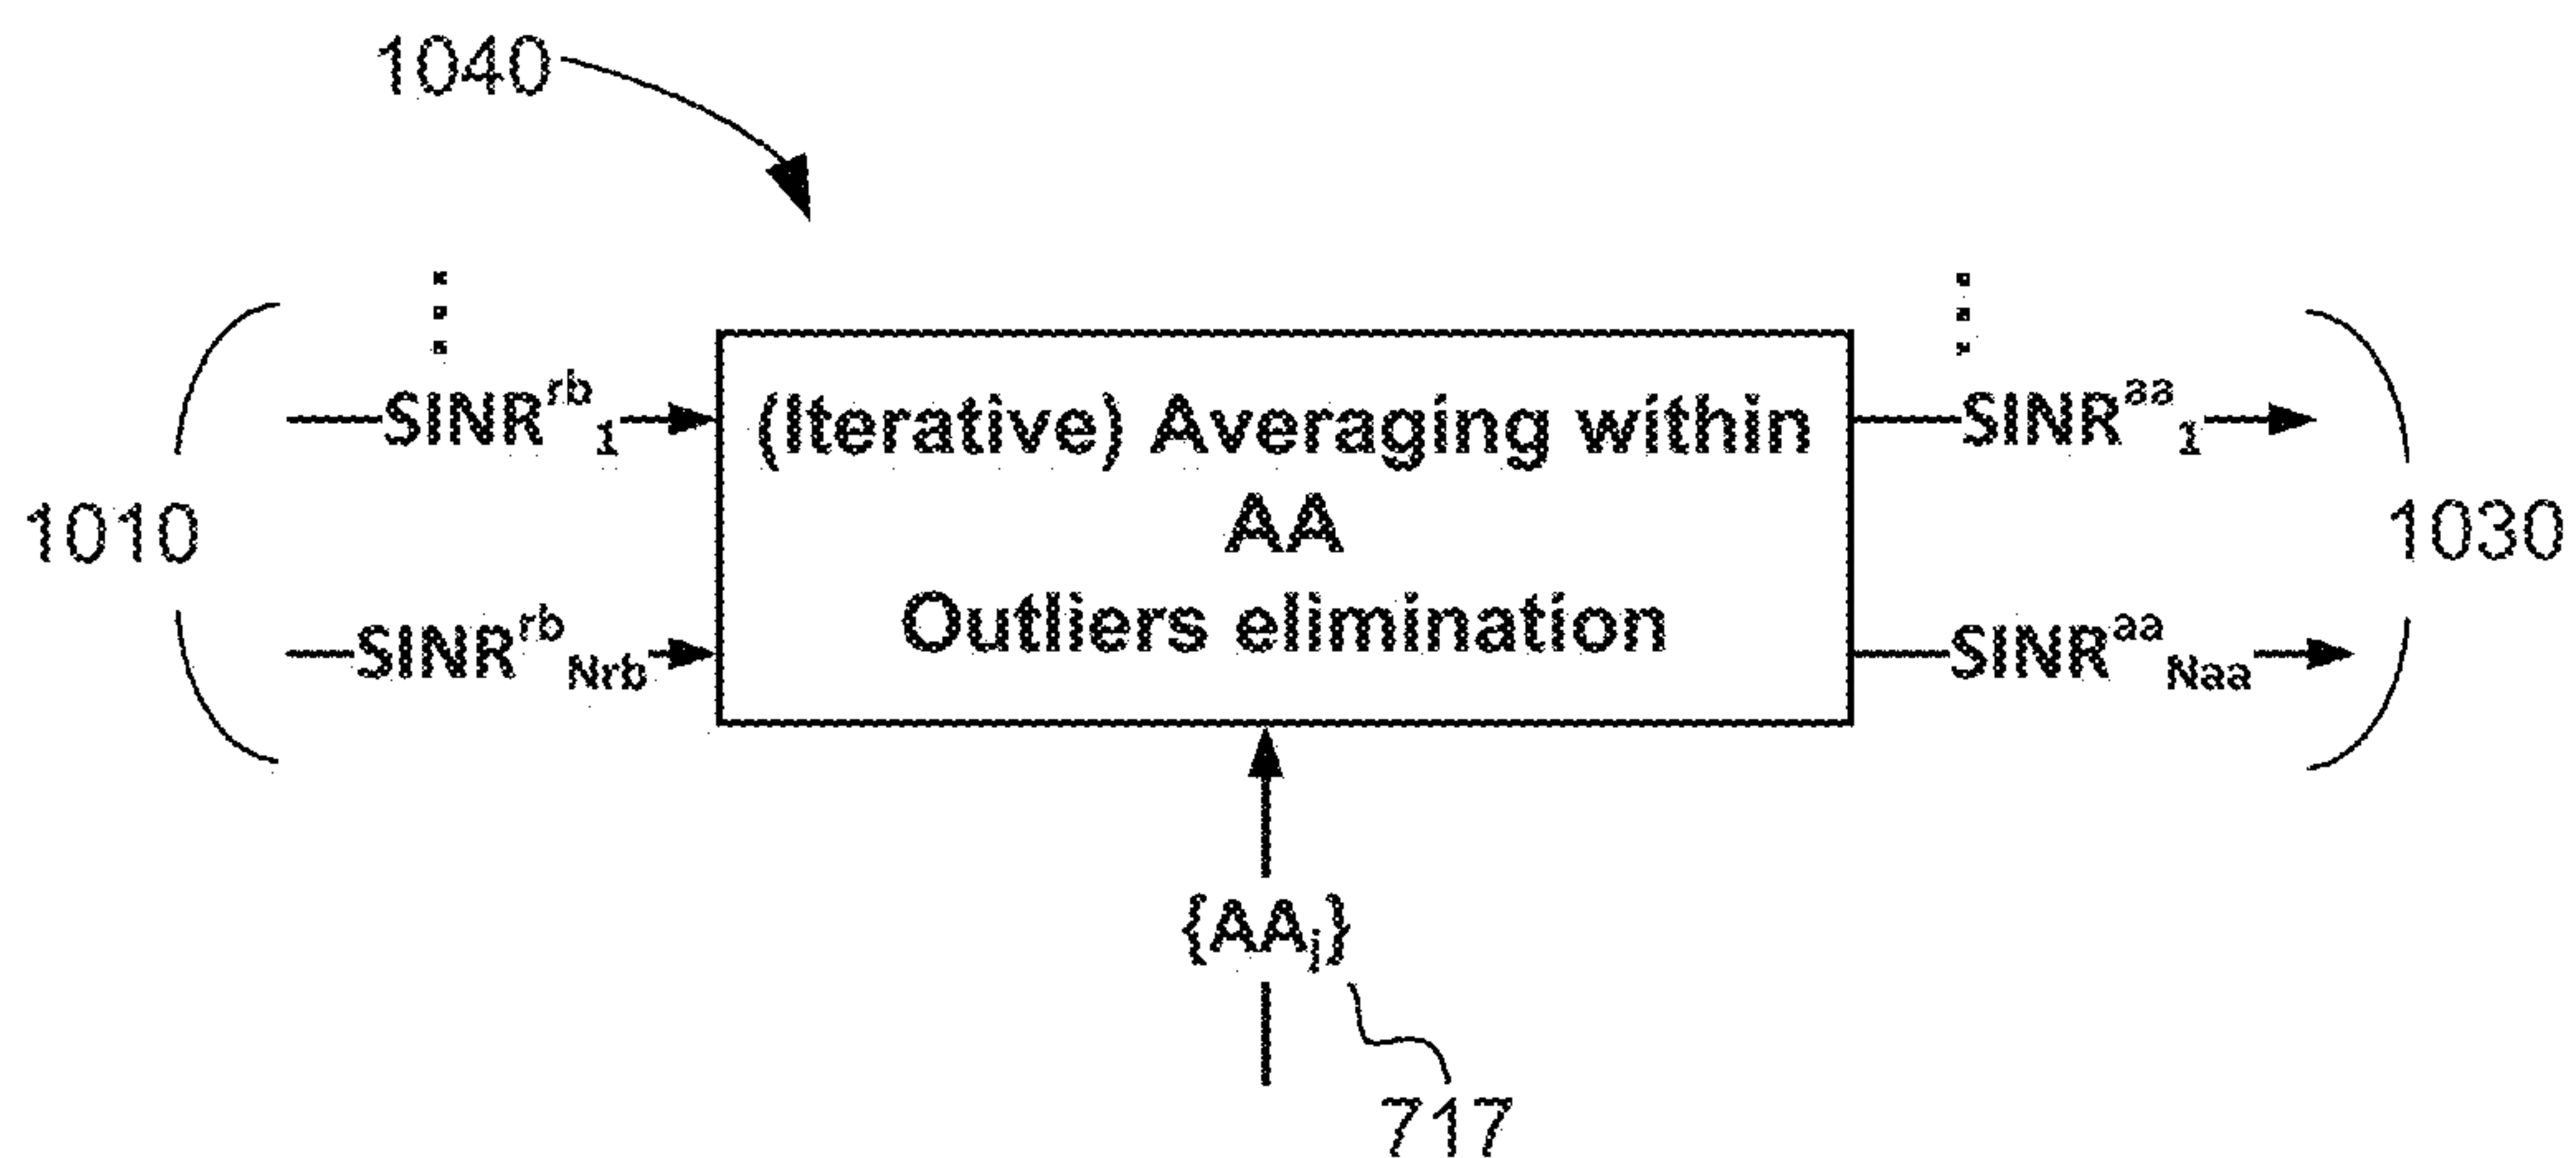 1040
SINR^rb_1
(Iterative) Averaging within
SINR^aa_1
1010
AA
1030
SINR^rb_Nrb
Outliers elimination
SINR^aa_Naa
{AA_i}
717